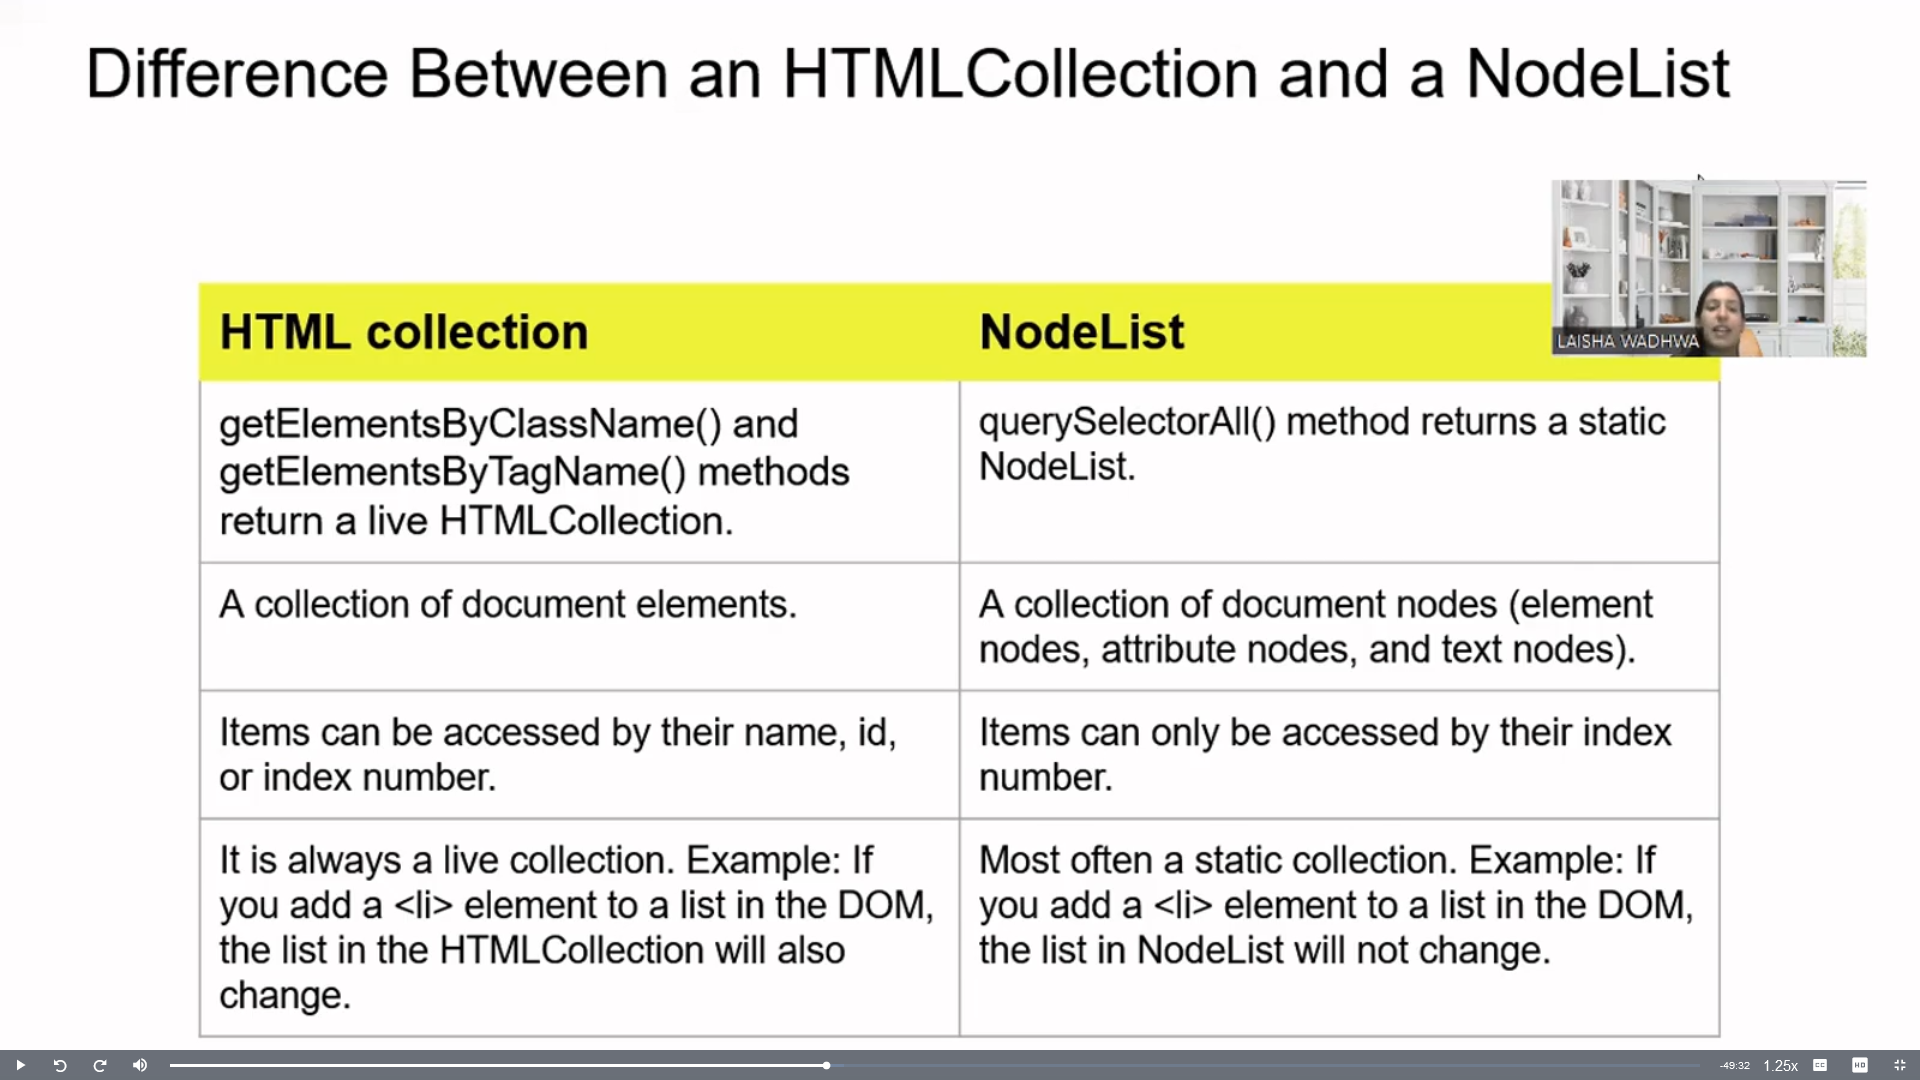 Difference Between an HTMLCollection and a NodeList
LAISHA WADHWA
HTML collection
NodeList
getElementsByClassName() and
getElementsByTagName() methods
return a live HTMLCollection.
querySelectorAll() method returns a static
NodeList.
A collection of document elements.
A collection of document nodes (element
nodes, attribute nodes, and text nodes).
Items can be accessed by their name, id,
or index number.
Items can only be accessed by their index
number.
It is always a live collection. Example: If
you add a <li> element to a list in the DOM,
the list in the HTMLCollection will also
change.
Most often a static collection. Example: If
you add a <li> element to a list in the DOM,
the list in NodeList will not change.
-49:32
1.25x
CC
HD